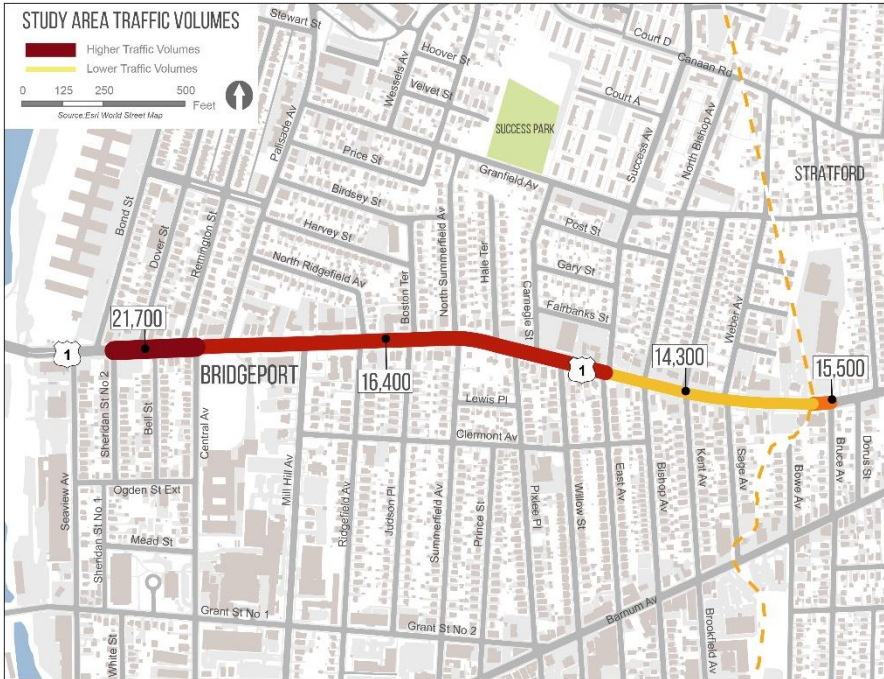 STUDY AREA TRAFFIC VOLUMES
Higher Traffic Volumes
Lower Traffic Volumes
0 125 250 500
Feet
Source:Esri World Street Map
Stewart St
Hoover St
Wessels Av
Velvet St
Court D
Canaan Rd
Court A
SUCCESS PARK
Success Av
North Bishop Av
STRATFORD
Palisade Av
Price St
Granfield Av
Birdsey St
Bond St
Dover St
Remington St
Harvey St
North Ridgefield Av
Boston Ter
North Summerfield Av
Hale Ter
Post St
Gary St
Carnegie St
Fairbanks St
Weber Av
21,700
1
BRIDGEPORT
16,400
1
14,300
15,500
Sheridan St No 2
Bell St
Central Av
Lewis Pl
Clermont Av
Seaview Av
Ogden St Ext
Sheridan St No 1
Mead St
Mill Hill Av
Ridgefield Av
Judson Pl
Summerfield Av
Prince St
Pixlee Pl
Willow St
East Av
Bishop Av
Kent Av
Sage Av
Bowe Av
Bruce Av
Dorus St
Grant St No 1
Grant St No 2
Barnum Av
Brookfield Av
White St